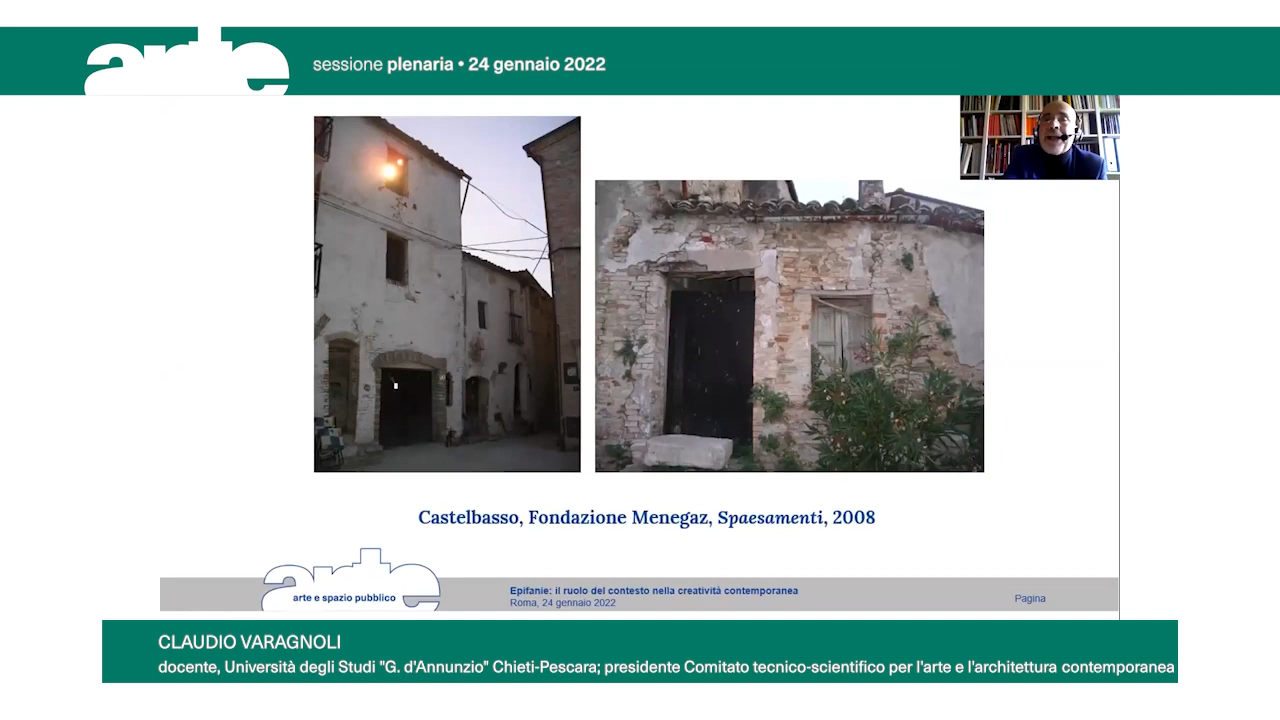 arte
sessione plenaria • 24 gennaio 2022
Castelbasso, Fondazione Menegaz, Spaesamenti, 2008
arte
arte e spazio pubblico
Epifanie: il ruolo del contesto nella creatività contemporanea
Roma, 24 gennaio 2022
Pagina
CLAUDIO VARAGNOLI
docente, Università degli Studi "G. d'Annunzio" Chieti-Pescara; presidente Comitato tecnico-scientifico per l'arte e l'architettura contemporanea